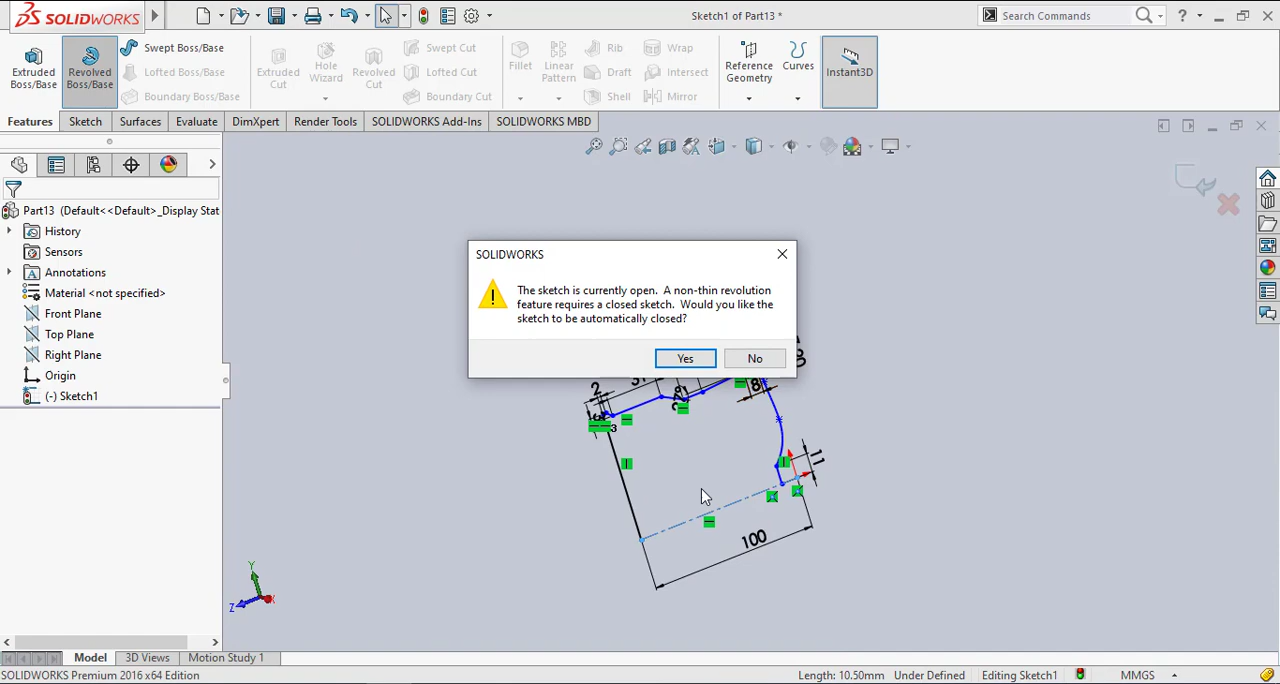 SOLIDWORKS
Sketch1 of Part13 *
Search Commands
Extruded Boss/Base
Revolved Boss/Base
Swept Boss/Base
Lofted Boss/Base
Boundary Boss/Base
Extruded Cut
Hole Wizard
Revolved Cut
Swept Cut
Lofted Cut
Boundary Cut
Fillet
Linear Pattern
Rib
Draft
Shell
Wrap
Intersect
Mirror
Reference Geometry
Curves
Instant3D
Features
Sketch
Surfaces
Evaluate
DimXpert
Render Tools
SOLIDWORKS Add-Ins
SOLIDWORKS MBD
Part13 (Default<<Default>_Display Stat
History
Sensors
Annotations
Material <not specified>
Front Plane
Top Plane
Right Plane
Origin
(-) Sketch1
SOLIDWORKS
The sketch is currently open. A non-thin revolution
feature requires a closed sketch. Would you like the
sketch to be automatically closed?
Yes
No
2
8
3
11
100
Y
Z
X
Model
3D Views
Motion Study 1
SOLIDWORKS Premium 2016 x64 Edition
Length: 10.50mm
Under Defined
Editing Sketch1
MMGS